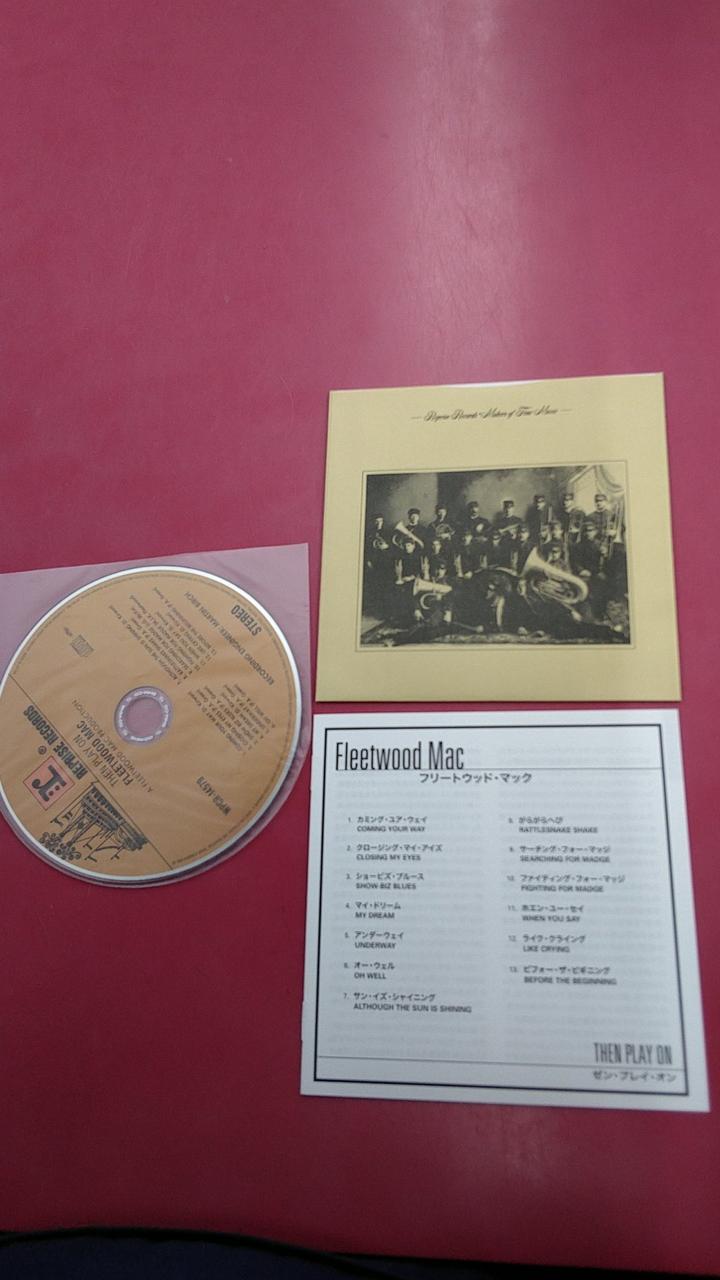 Reprise Records • Makers of Fine Music
Fleetwood Mac
フリートウッド・マック
1. カミング・ユア・ウェイ
COMING YOUR WAY
2. クロージング・マイ・アイズ
CLOSING MY EYES
3. ショービズ・ブルース
SHOW-BIZ BLUES
4. マイ・ドリーム
MY DREAM
5. アンダーウェイ
UNDERWAY
6. オー・ウェル
OH WELL
7. サン・イズ・シャイニング
ALTHOUGH THE SUN IS SHINING
8. がらがらへび
RATTLESNAKE SHAKE
9. サーチング・フォー・マッジ
SEARCHING FOR MADGE
10. ファイティング・フォー・マッジ
FIGHTING FOR MADGE
11. ホエン・ユー・セイ
WHEN YOU SAY
12. ライク・クライング
LIKE CRYING
13. ビフォー・ザ・ビギニング
BEFORE THE BEGINNING
THEN PLAY ON
ゼン・プレイ・オン
REPRISE RECORDS
THEN PLAY ON
FLEETWOOD MAC
A FLEETWOOD MAC PRODUCTION
WPCR-14579
RECORDING ENGINEER: MARTIN BIRCH
STEREO